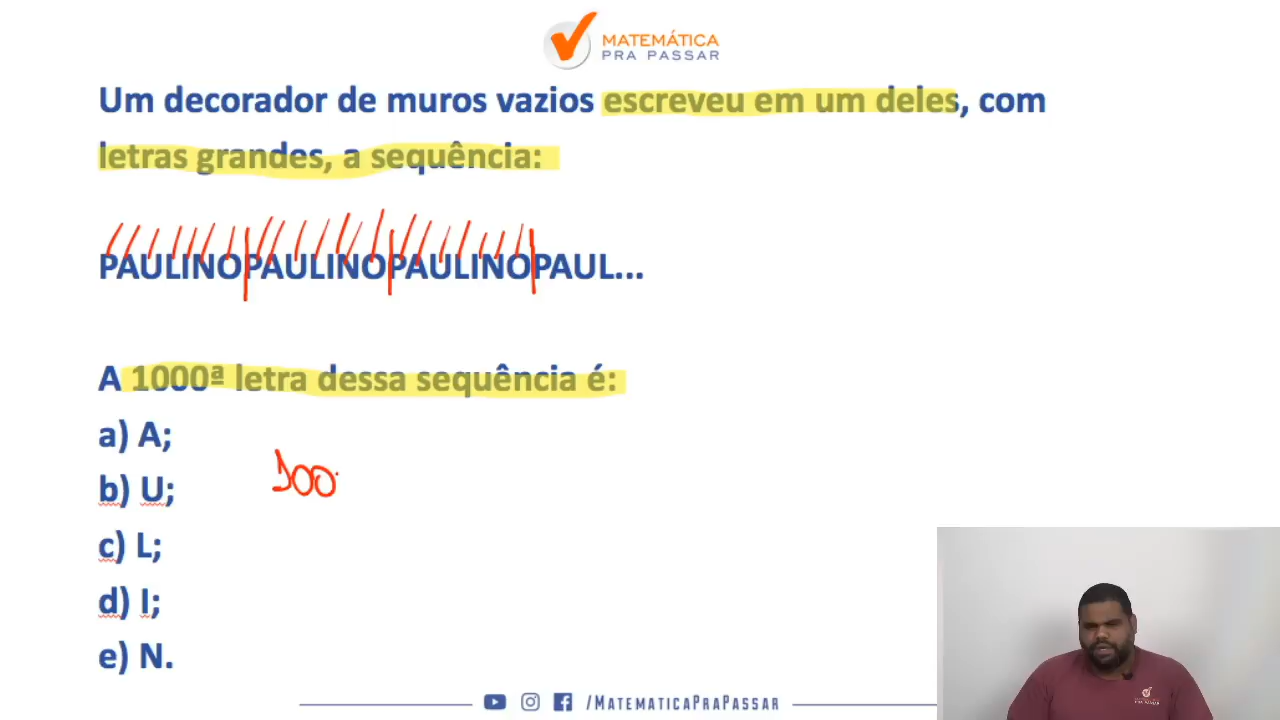 MATEMÁTICA
PRA PASSAR
Um decorador de muros vazios escreveu em um deles, com
letras grandes, a sequência:
PAULINOPAULINOPAULINOPAUL...
A 1000ª letra dessa sequência é:
a) A;
b) U;
100
c) L;
d) I;
e) N.
/MatematicaPraPassar